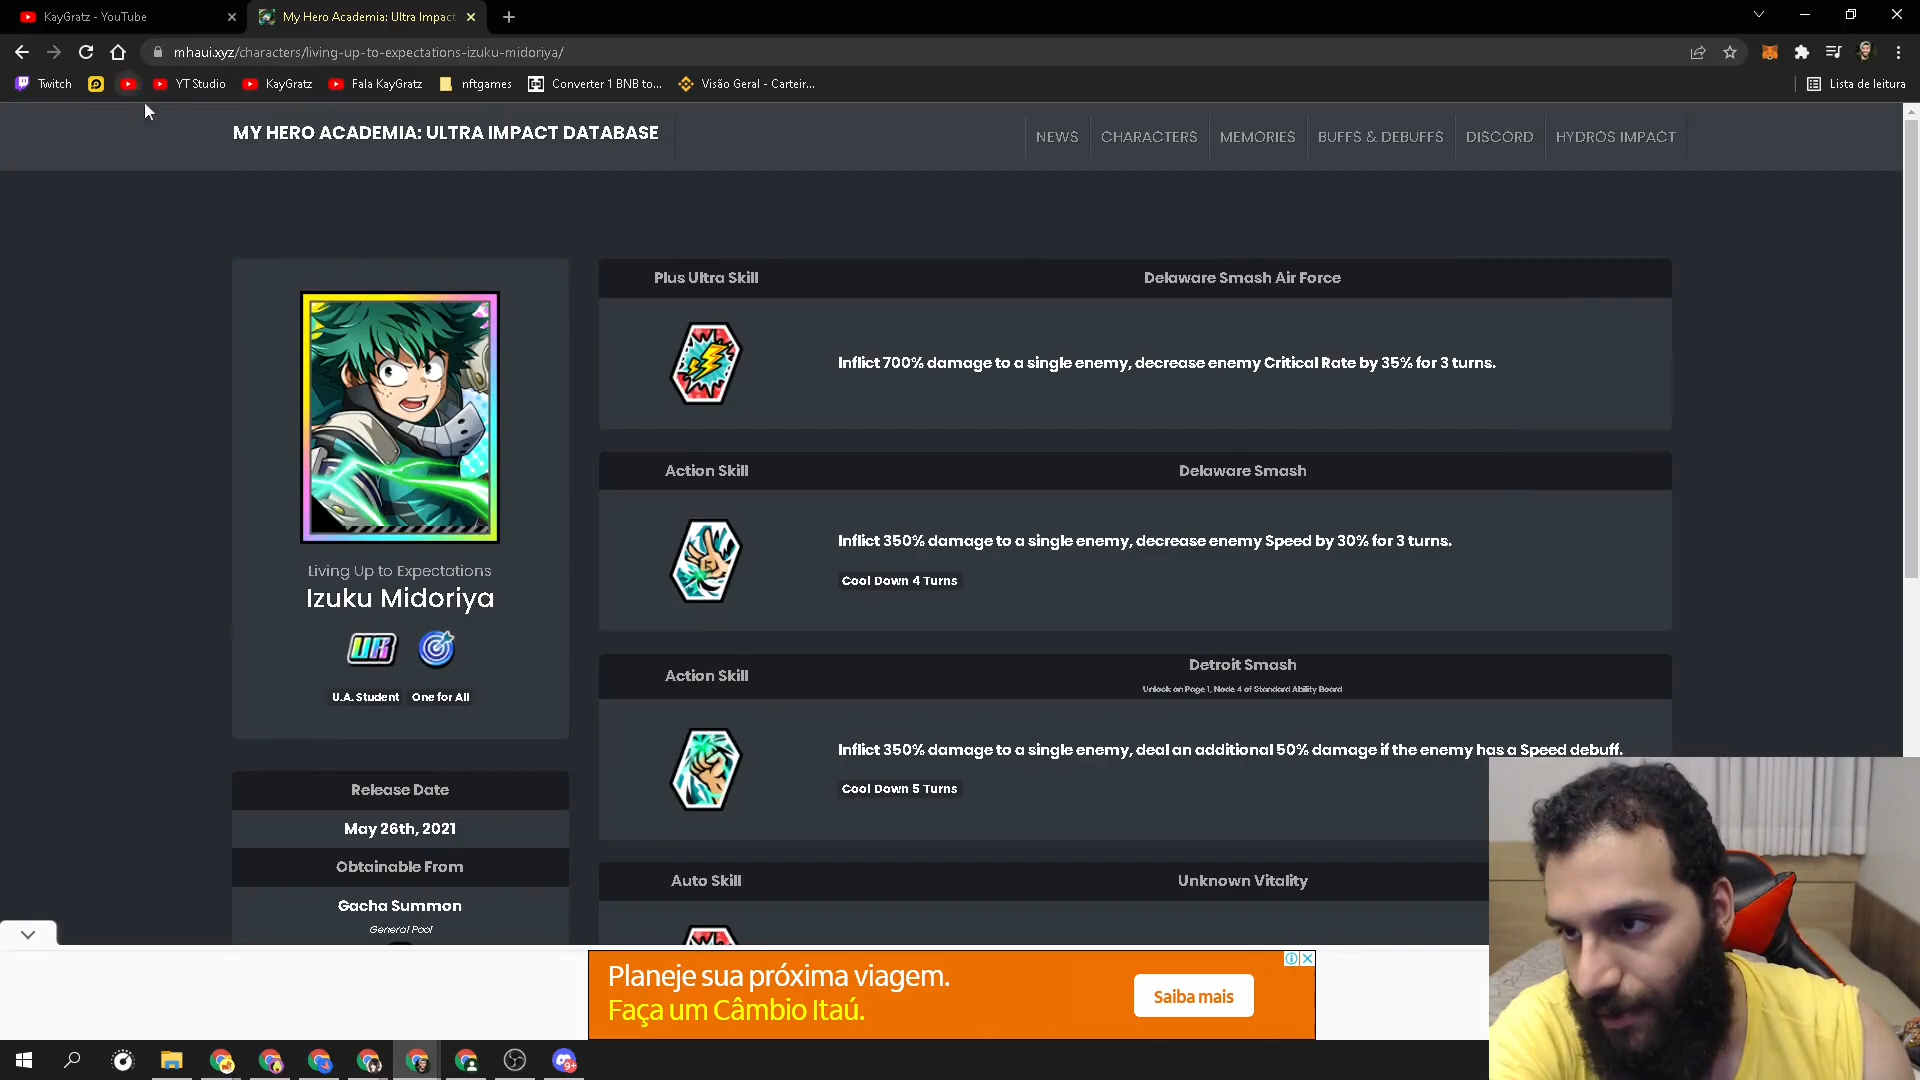 KayGratz - YouTube
My Hero Academia: Ultra Impact
mhaui.xyz/characters/living-up-to-expectations-izuku-midoriya/
Twitch
YT Studio
KayGratz
Fala KayGratz
nftgames
Converter 1 BNB to...
Visão Geral - Carteir...
Lista de leitura
MY HERO ACADEMIA: ULTRA IMPACT DATABASE
NEWS
CHARACTERS
MEMORIES
BUFFS & DEBUFFS
DISCORD
HYDROS IMPACT
Living Up to Expectations
Izuku Midoriya
UR
U.A. Student
One for All
Release Date
May 26th, 2021
Obtainable From
Gacha Summon
General Pool
Plus Ultra Skill
Delaware Smash Air Force
Inflict 700% damage to a single enemy, decrease enemy Critical Rate by 35% for 3 turns.
Action Skill
Delaware Smash
Inflict 350% damage to a single enemy, decrease enemy Speed by 30% for 3 turns.
Cool Down 4 Turns
Action Skill
Detroit Smash
Unlock on Page 1, Node 4 of Standard Ability Board
Inflict 350% damage to a single enemy, deal an additional 50% damage if the enemy has a Speed debuff.
Cool Down 5 Turns
Auto Skill
Unknown Vitality
Planeje sua próxima viagem.
Faça um Câmbio Itaú.
Saiba mais
9+